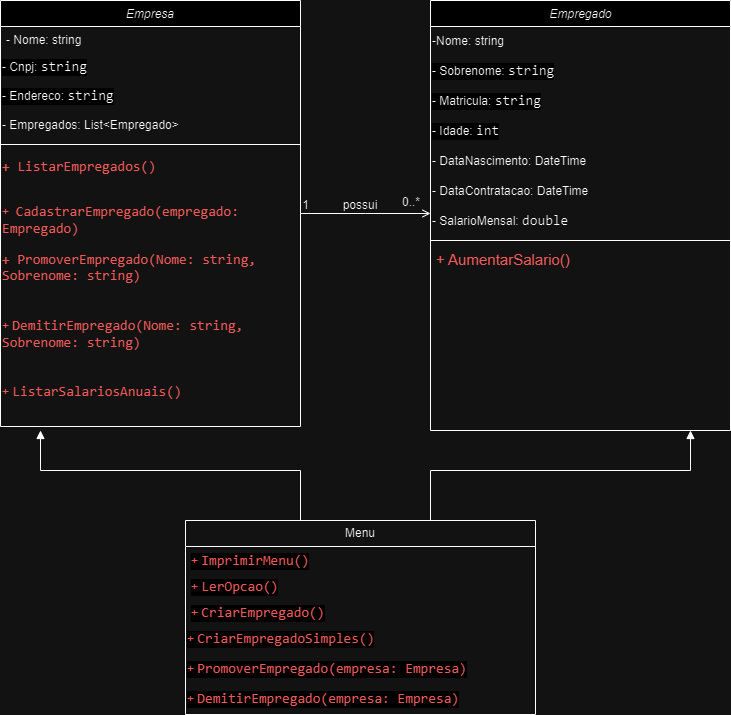 Empresa
- Nome: string
- Cnpj: string
- Endereco: string
- Empregados: List<Empregado>
+ ListarEmpregados()
+ CadastrarEmpregado(empregado:
Empregado)
+ PromoverEmpregado(Nome: string,
Sobrenome: string)
+ DemitirEmpregado(Nome: string,
Sobrenome: string)
+ ListarSalariosAnuais()
1
possui
0..*
Empregado
-Nome: string
- Sobrenome: string
- Matricula: string
- Idade: int
- DataNascimento: DateTime
- DataContratacao: DateTime
- SalarioMensal: double
+ AumentarSalario()
Menu
+ ImprimirMenu()
+ LerOpcao()
+ CriarEmpregado()
+ CriarEmpregadoSimples()
+ PromoverEmpregado(empresa: Empresa)
+ DemitirEmpregado(empresa: Empresa)